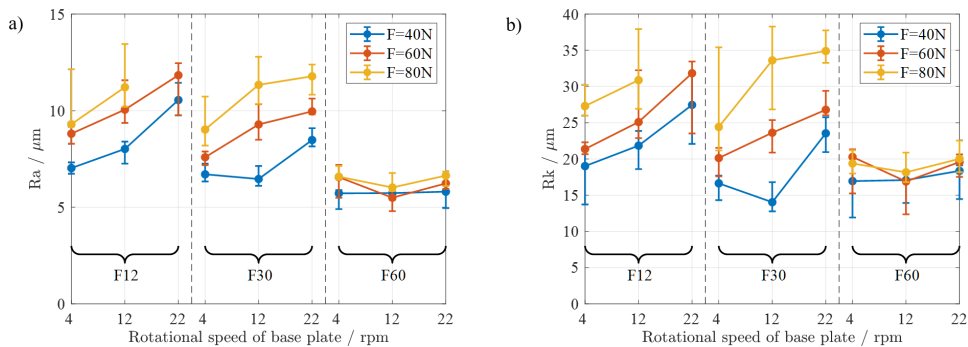 a)
15
10
5
0
Ra / μm
F=40N
F=60N
F=80N
F12
F30
F60
4 12 22 4 12 22 4 12 22
Rotational speed of base plate / rpm
b)
40
35
30
25
20
15
10
5
0
Rk / μm
F=40N
F=60N
F=80N
F12
F30
F60
4 12 22 4 12 22 4 12 22
Rotational speed of base plate / rpm